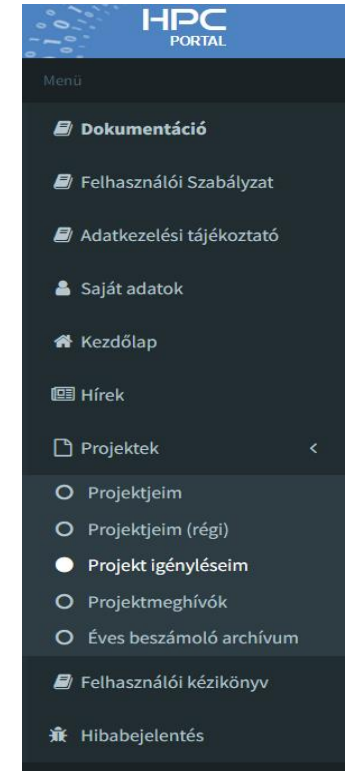 HPC
PORTAL
Menü
Dokumentáció
Felhasználói Szabályzat
Adatkezelési tájékoztató
Saját adatok
Kezdőlap
Hírek
Projektek
Projektjeim
Projektjeim (régi)
Projekt igényléseim
Projektmeghívók
Éves beszámoló archívum
Felhasználói kézikönyv
Hibabejelentés